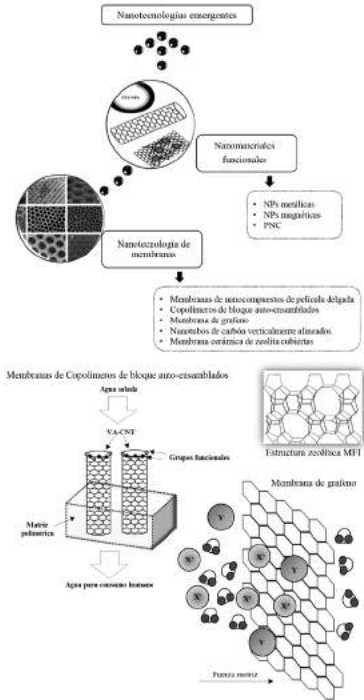 Nanotecnologías emergentes
Nanomateriales
funcionales
• NPs metálicas
• NPs magnéticas
• PNC
Nanotecnología de
membranas
• Membranas de nanocompuestos de película delgada
• Copolímeros de bloque auto-ensamblados
• Membrana de grafeno
• Nanotubos de carbón verticalmente alineados
• Membrana cerámica de zeolita cubiertas
Membranas de Copolímeros de bloque auto-ensamblados
Agua salada
VA-CNT
Grupos funcionales
Matriz
polimérica
Agua para consumo humano
Estructura zeolítica MFI
Membrana de grafeno
Y
Y
Y
Fuerza motriz